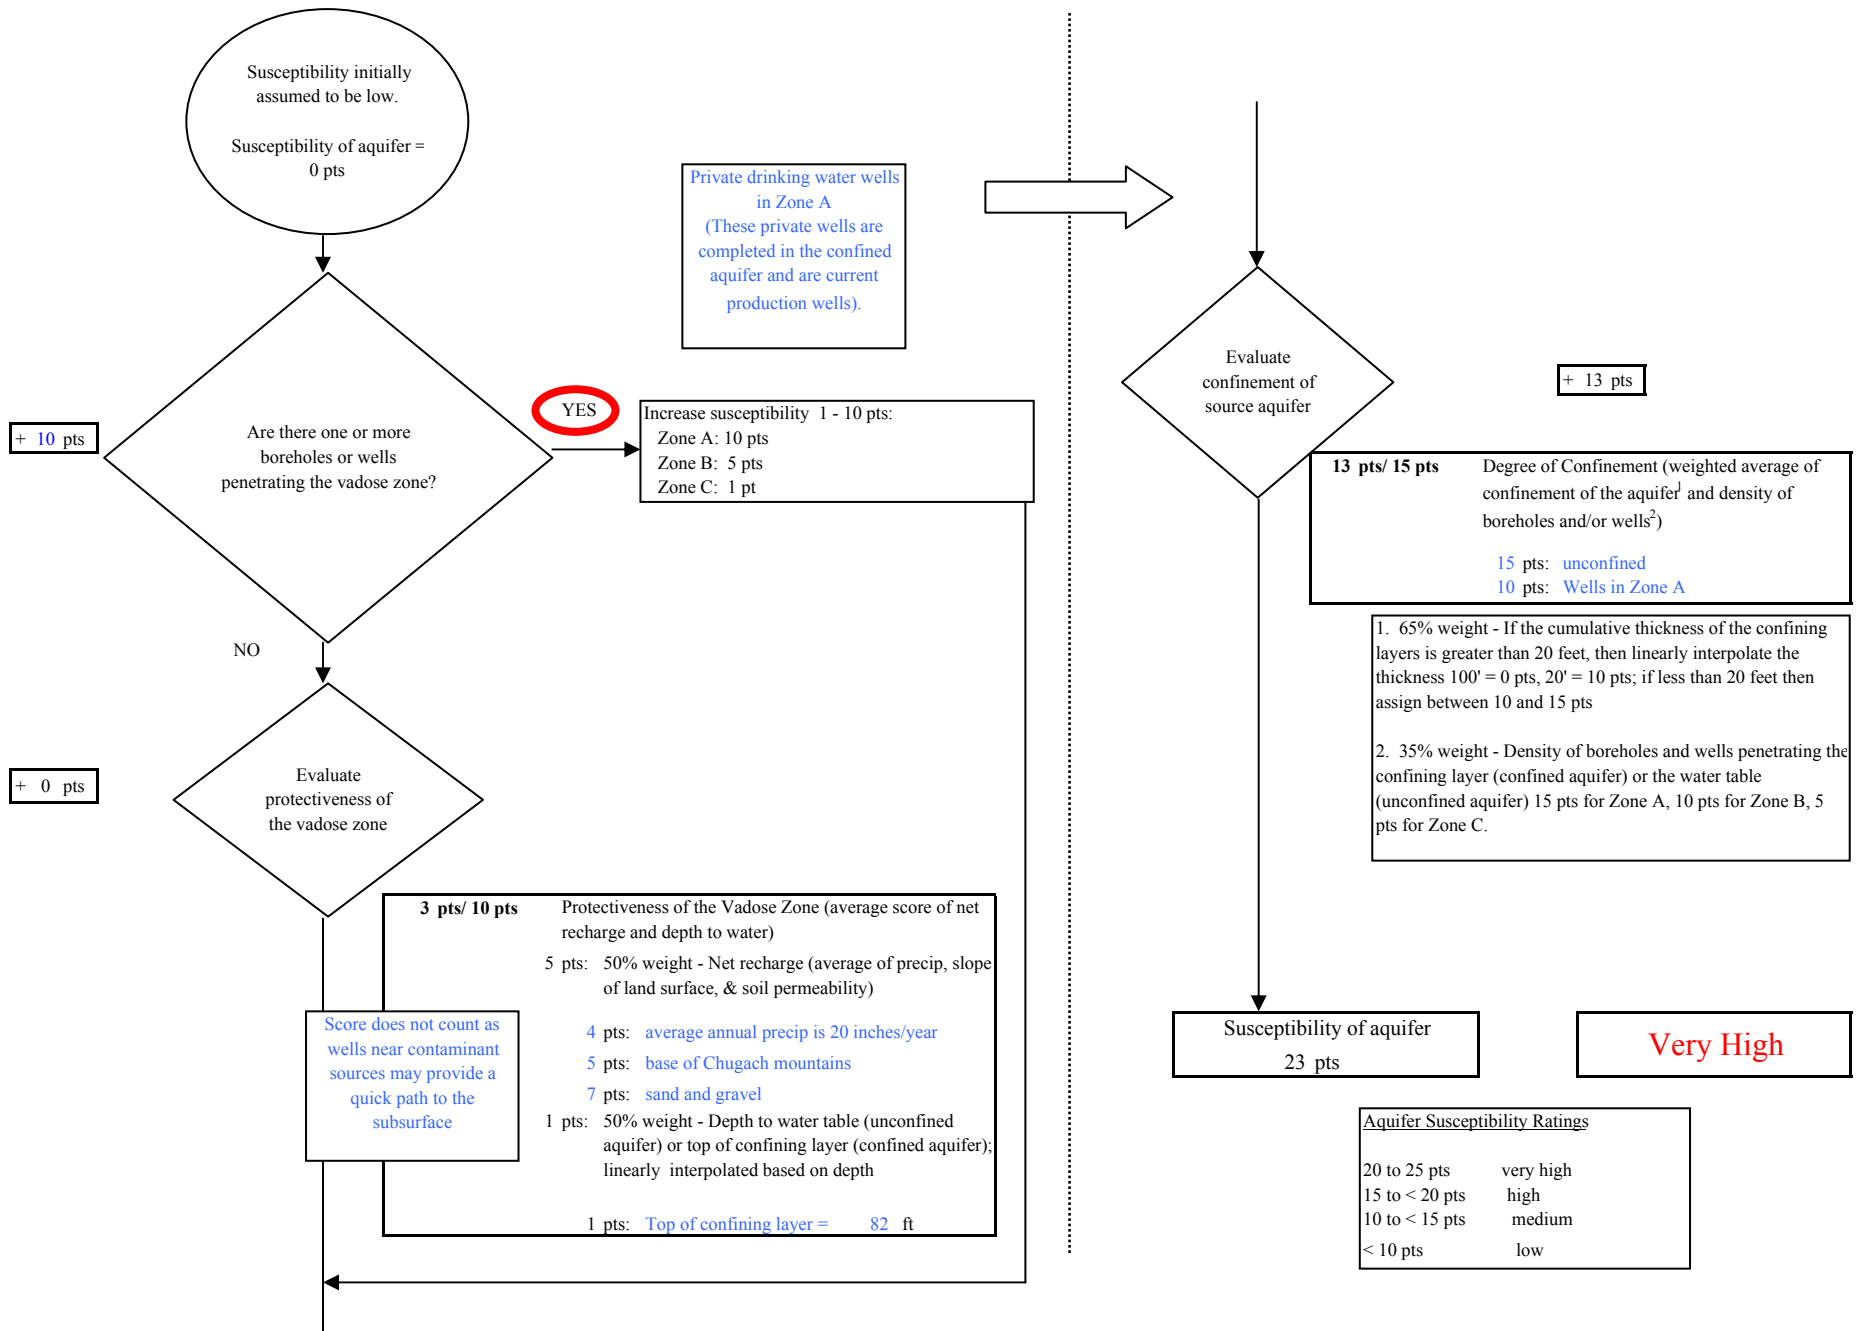 Susceptibility initially
assumed to be low.
Susceptibility of aquifer =
0 pts
Private drinking water wells
in Zone A
(These private wells are
completed in the confined
aquifer and are current
production wells).
+ 10 pts
Are there one or more
boreholes or wells
penetrating the vadose zone?
YES
Increase susceptibility 1 - 10 pts:
Zone A: 10 pts
Zone B: 5 pts
Zone C: 1 pt
NO
+ 0 pts
Evaluate
protectiveness of
the vadose zone
3 pts/ 10 pts Protectiveness of the Vadose Zone (average score of net
recharge and depth to water)
5 pts: 50% weight - Net recharge (average of precip, slope
of land surface, & soil permeability)
4 pts: average annual precip is 20 inches/year
5 pts: base of Chugach mountains
7 pts: sand and gravel
1 pts: 50% weight - Depth to water table (unconfined
aquifer) or top of confining layer (confined aquifer);
linearly interpolated based on depth
1 pts: Top of confining layer = 82 ft
Score does not count as
wells near contaminant
sources may provide a
quick path to the
subsurface
Evaluate
confinement of
source aquifer
+ 13 pts
13 pts/ 15 pts Degree of Confinement (weighted average of
confinement of the aquifer1 and density of
boreholes and/or wells2)
15 pts: unconfined
10 pts: Wells in Zone A
1. 65% weight - If the cumulative thickness of the confining
layers is greater than 20 feet, then linearly interpolate the
thickness 100' = 0 pts, 20' = 10 pts; if less than 20 feet then
assign between 10 and 15 pts
2. 35% weight - Density of boreholes and wells penetrating the
confining layer (confined aquifer) or the water table
(unconfined aquifer) 15 pts for Zone A, 10 pts for Zone B, 5
pts for Zone C.
Susceptibility of aquifer
23 pts
Very High
Aquifer Susceptibility Ratings
20 to 25 pts very high
15 to < 20 pts high
10 to < 15 pts medium
< 10 pts low